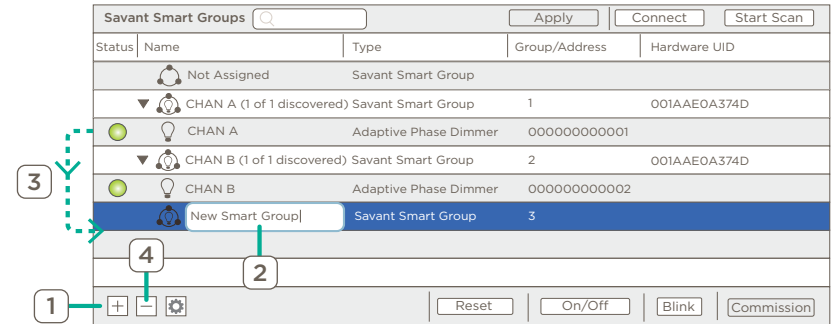 Savant Smart Groups Apply Connect Start Scan
Status Name Type Group/Address Hardware UID
Not Assigned Savant Smart Group
CHAN A (1 of 1 discovered) Savant Smart Group 1 001AAE0A374D
CHAN A Adaptive Phase Dimmer 000000000001
CHAN B (1 of 1 discovered) Savant Smart Group 2 001AAE0A374D
3
CHAN B Adaptive Phase Dimmer 000000000002
New Smart Group Savant Smart Group 3
4
2
1
Reset On/Off Blink Commission